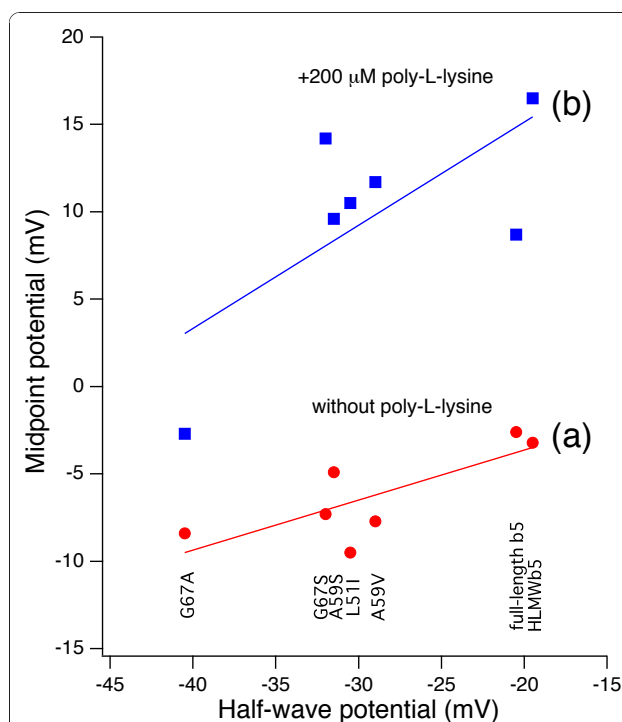 20
15
10
5
0
-5
-10
-15
Midpoint potential (mV)
+200 μM poly-L-lysine
(b)
without poly-L-lysine
(a)
G67A
G67S
A59S
L51I
A59V
full-length b5
HLMWb5
-45 -40 -35 -30 -25 -20 -15
Half-wave potential (mV)